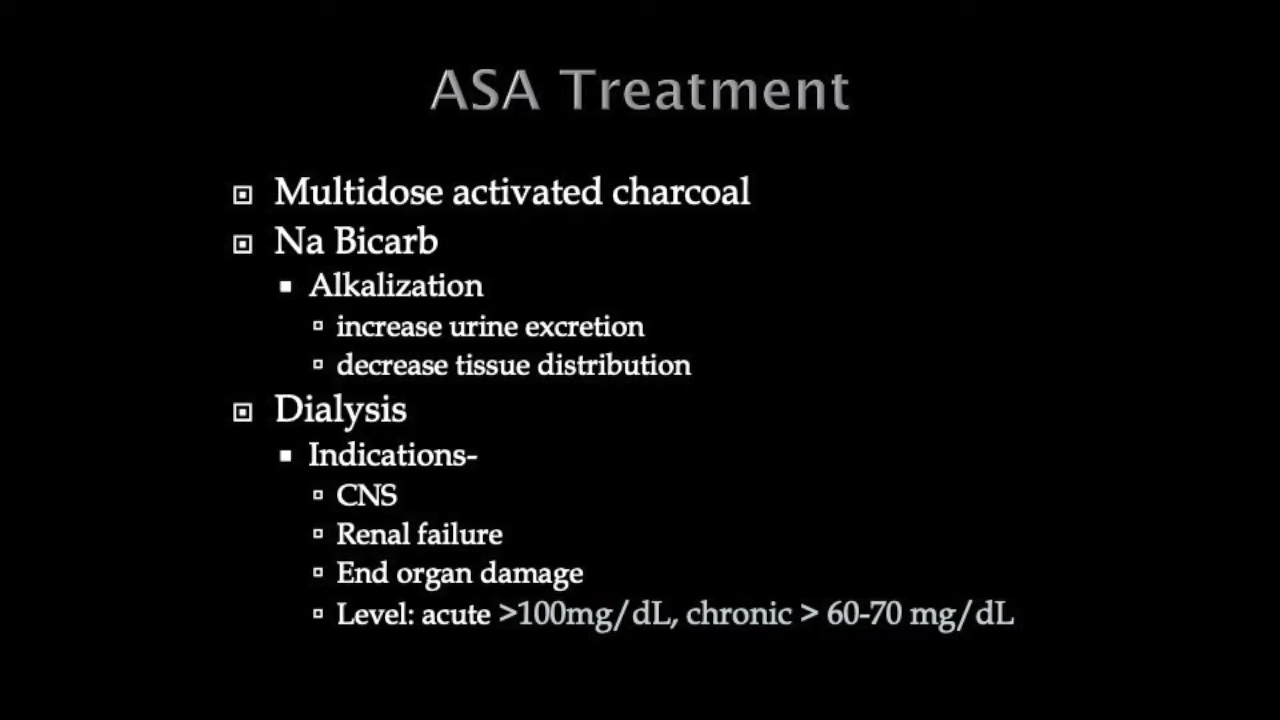 ASA Treatment
Multidose activated charcoal
Na Bicarb
Alkalization
increase urine excretion
decrease tissue distribution
Dialysis
Indications-
CNS
Renal failure
End organ damage
Level: acute >100mg/dL, chronic > 60-70 mg/dL